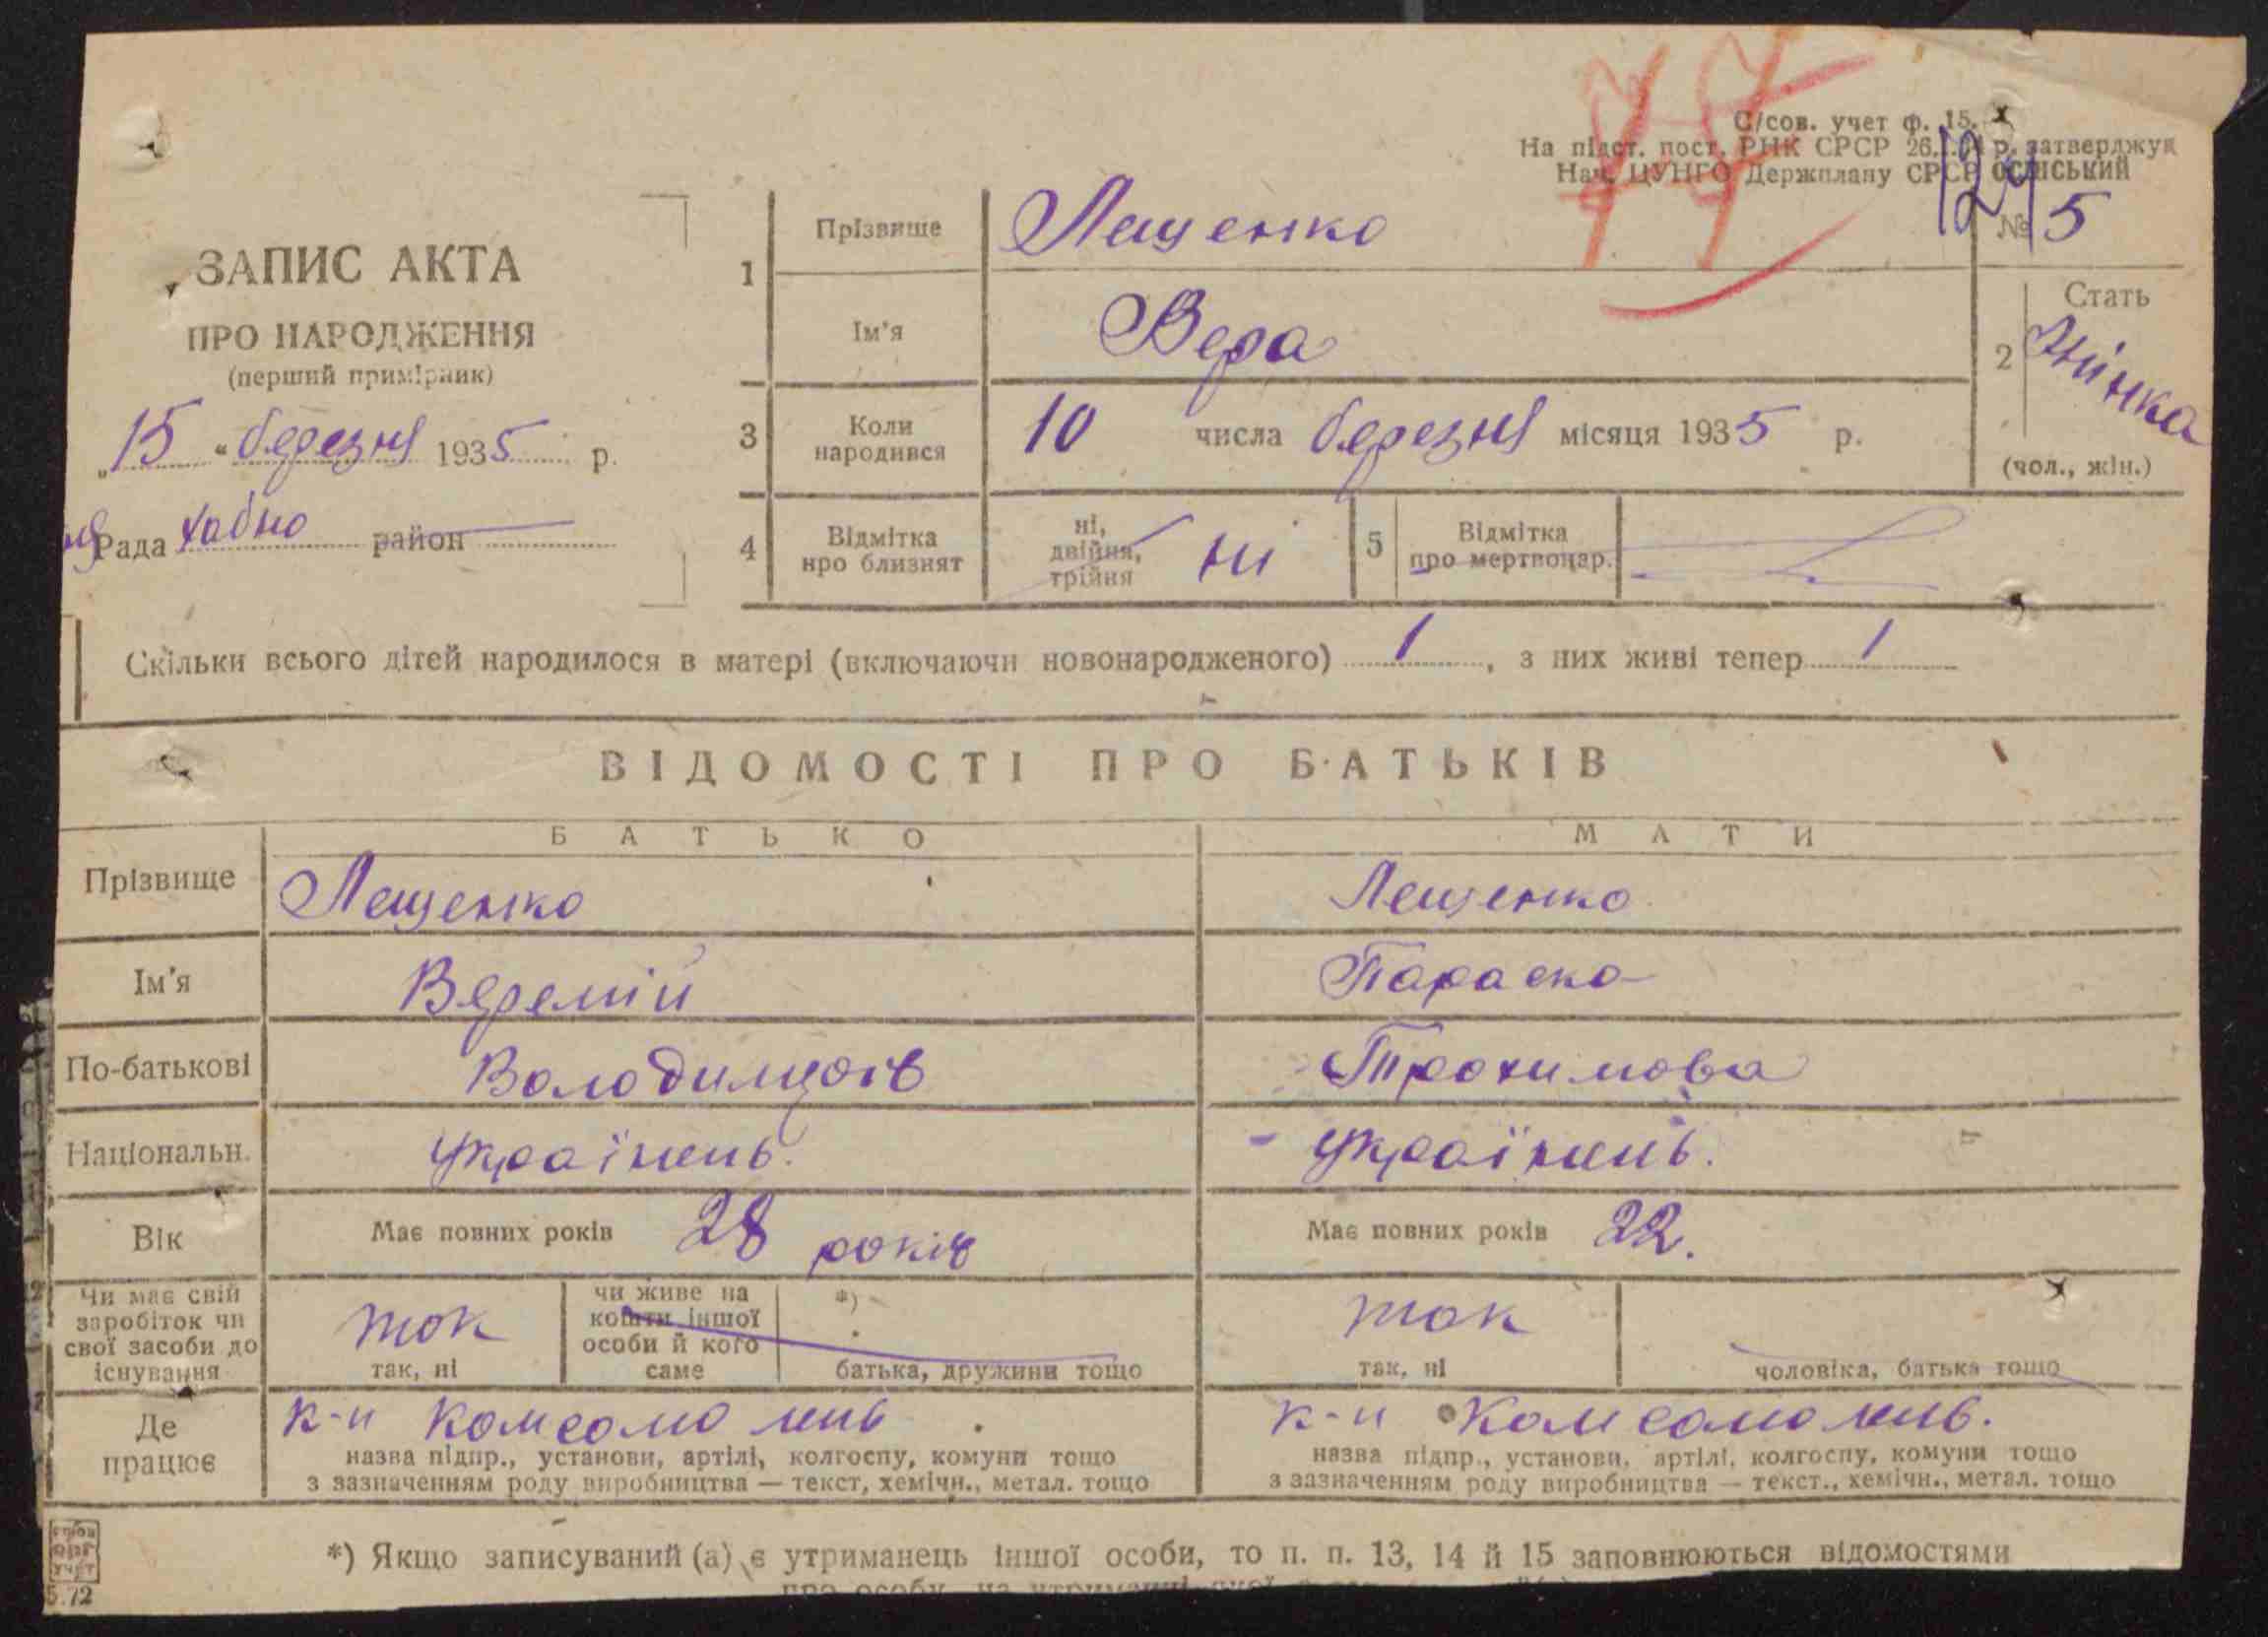 С/сов. учет ф. 15.
На підст. пост. РНК СРСР 26. р. затверджую
Нач. ЦУНГО Держплану СРСР ОСІНСЬКИЙ
ЗАПИС АКТА
ПРО НАРОДЖЕННЯ
(перший примірник)
"15" березня 1935 р.
Рада Хабно район
1 Прізвище Лещенко
№ 5
Ім'я Вера
2 Стать Жінка
(чол., жін.)
3 Коли народився 10 числа березня місяця 1935 р.
4 Відмітка про близнят ні, двійня, трійня ні
5 Відмітка про мертвонар.
Скільки всього дітей народилося в матері (включаючи новонародженого) 1, з них живі тепер 1
ВІДОМОСТІ ПРО БАТЬКІВ
БАТЬКО МАТИ
Прізвище Лещенко Лещенко
Ім'я Веремій Параска
По-батькові Володимиров Трохимова
Національн. українець. українець.
Вік Має повних років 28 років Має повних років 22.
Чи має свій заробіток чи свої засоби до існування
так
так, ні
чи живе на кошти іншої особи й кого саме
*)
батька, дружини тощо
так
так, ні
чоловіка, батька тощо
Де працює
к-п Комсомолець
назва підпр., установи, артілі, колгоспу, комуни тощо
з зазначенням роду виробництва — текст, хемічн., метал. тощо
к-п Комсомолець.
назва підпр., установи, артілі, колгоспу, комуни тощо
з зазначенням роду виробництва — текст., хемічн., метал. тощо
*) Якщо записуваний (а) є утриманець іншої особи, то п. п. 13, 14 й 15 заповнюються відомостями